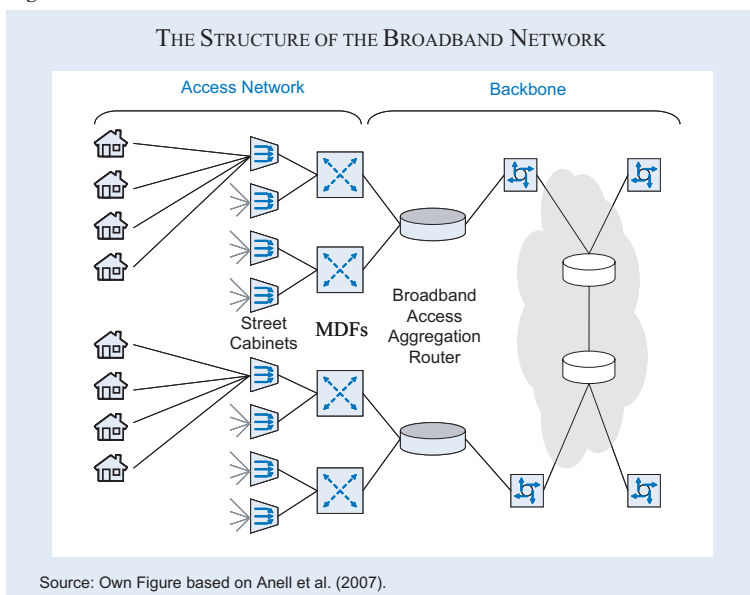 THE STRUCTURE OF THE BROADBAND NETWORK
Access Network
Backbone
Street
Cabinets
MDFs
Broadband
Access
Aggregation
Router
Source: Own Figure based on Anell et al. (2007).